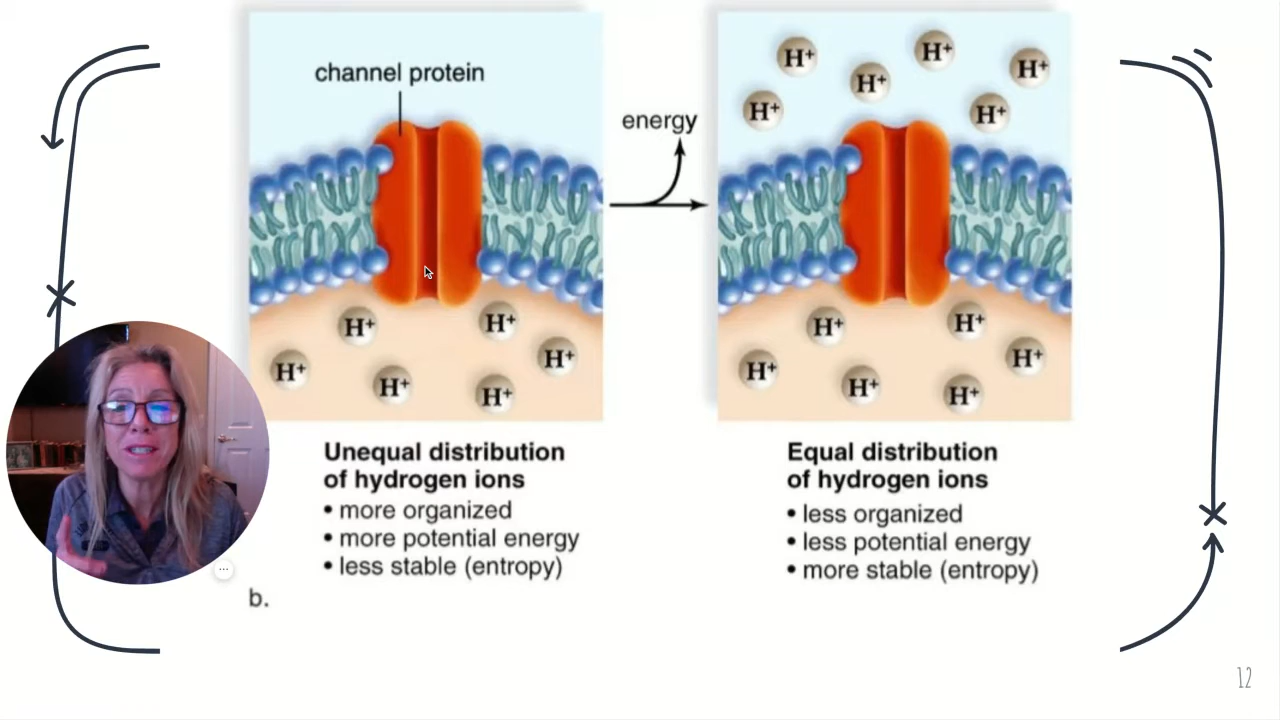 channel protein
H⁺
H⁺
H⁺
H⁺
H⁺
H⁺
energy
H⁺
H⁺
H⁺
H⁺
H⁺
H⁺
H⁺
H⁺
H⁺
H⁺
H⁺
H⁺
Unequal distribution
of hydrogen ions
• more organized
• more potential energy
• less stable (entropy)
Equal distribution
of hydrogen ions
• less organized
• less potential energy
• more stable (entropy)
b.
12